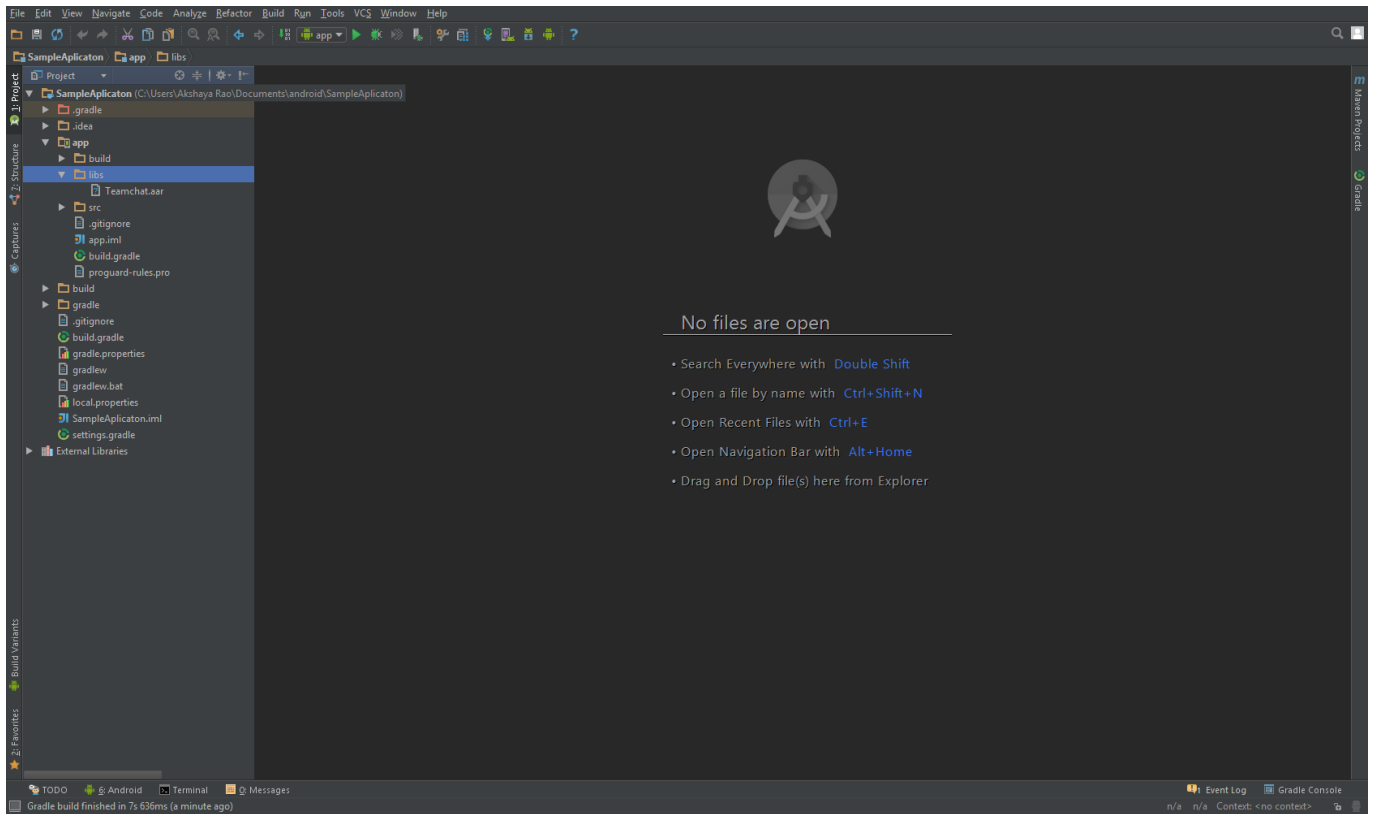 File Edit View Navigate Code Analyze Refactor Build Run Tools VCS Window Help
app
SampleAplicaton app libs
Project
SampleAplicaton (C:\Users\Akshaya Rao\Documents\android\SampleAplicaton)
.gradle
.idea
app
build
libs
Teamchat.aar
src
.gitignore
app.iml
build.gradle
proguard-rules.pro
build
gradle
.gitignore
build.gradle
gradle.properties
gradlew
gradlew.bat
local.properties
SampleAplicaton.iml
settings.gradle
External Libraries
1: Project
7: Structure
Captures
Build Variants
2: Favorites
No files are open
• Search Everywhere with Double Shift
• Open a file by name with Ctrl+Shift+N
• Open Recent Files with Ctrl+E
• Open Navigation Bar with Alt+Home
• Drag and Drop file(s) here from Explorer
m Maven Projects
Gradle
TODO 6: Android Terminal 0: Messages 1 Event Log Gradle Console
Gradle build finished in 7s 636ms (a minute ago) n/a n/a Context: <no context>